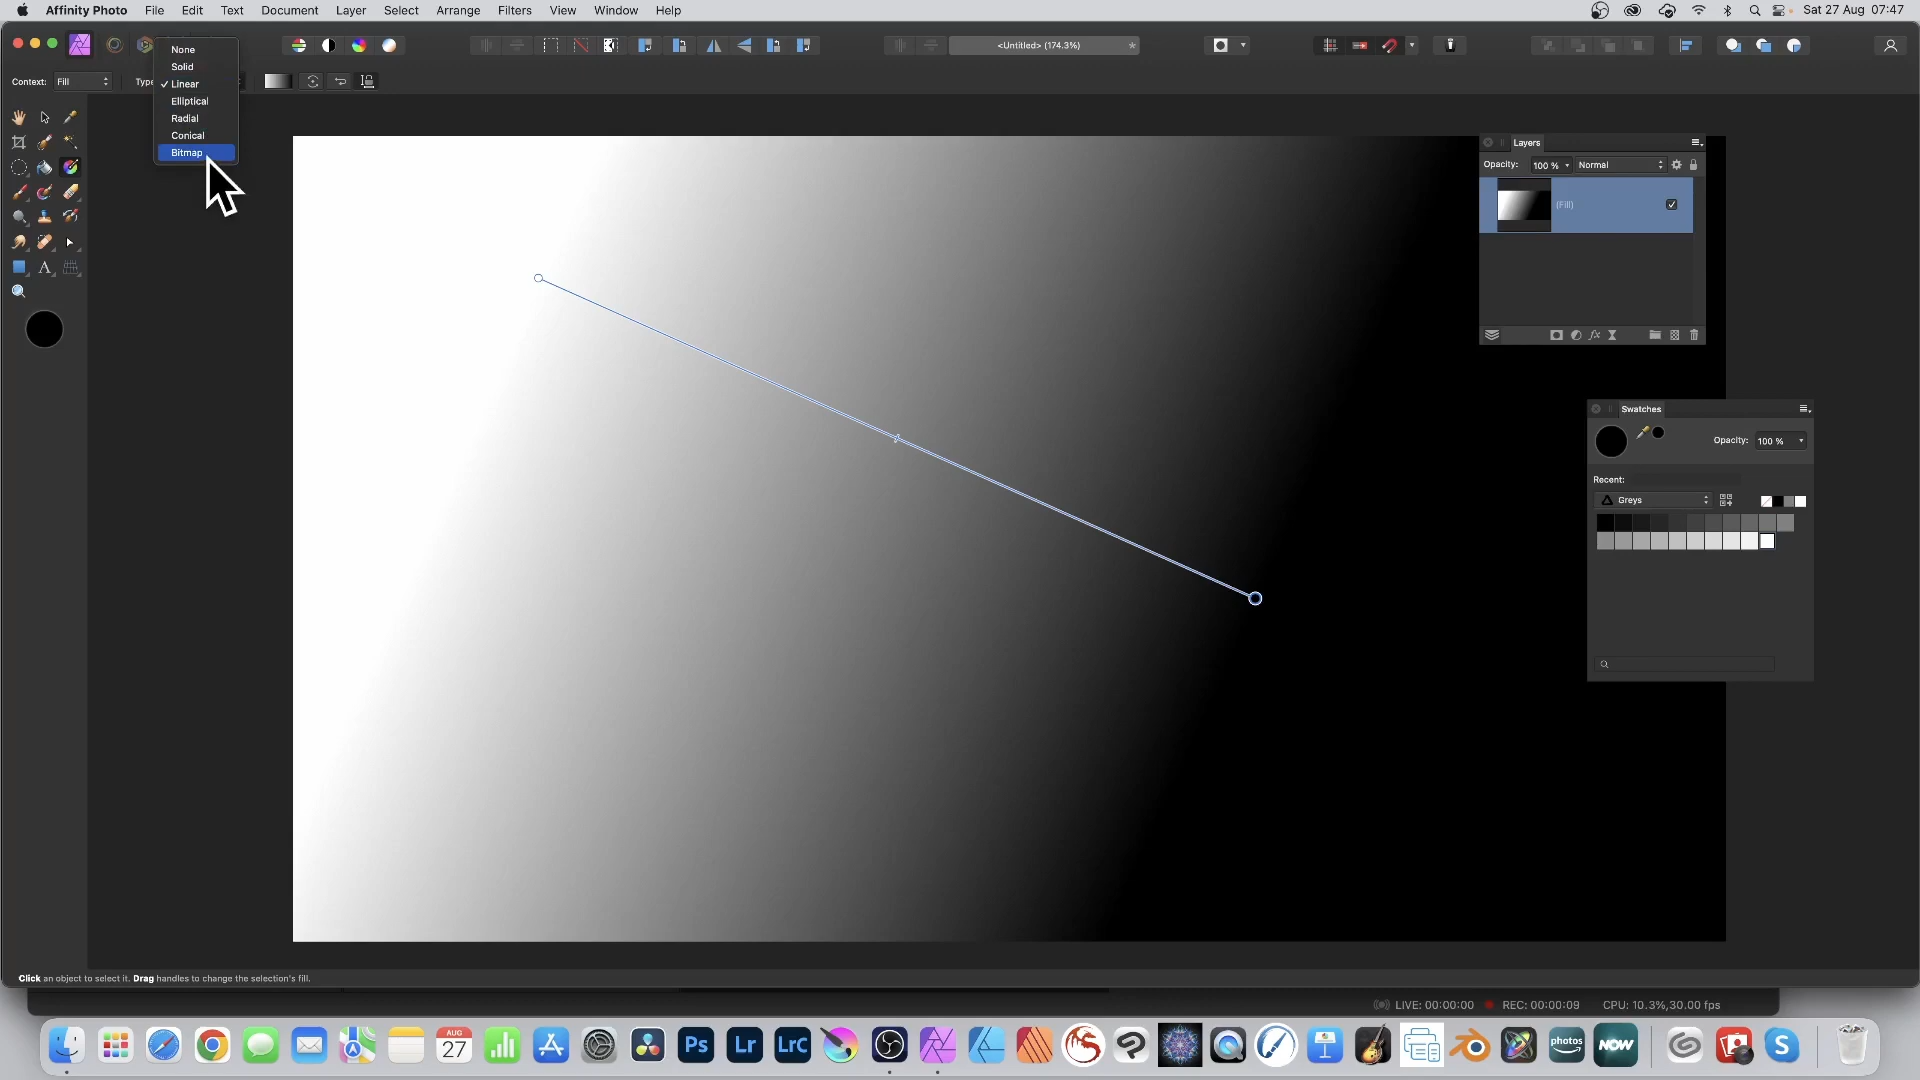 Affinity Photo File Edit Text Document Layer Select Arrange Filters View Window Help Sat 27 Aug 07:47
<Untitled> (174.3%)
Context: Fill Type
None
Solid
Linear
Elliptical
Radial
Conical
Bitmap
Layers
Opacity: 100 % Normal
(Fill)
Swatches
Opacity: 100 %
Recent:
Greys
Click an object to select it. Drag handles to change the selection's fill.
LIVE: 00:00:00 REC: 00:00:09 CPU: 10.3%,30.00 fps
AUG
27
Ps
Lr
LrC
photos
NOW
S